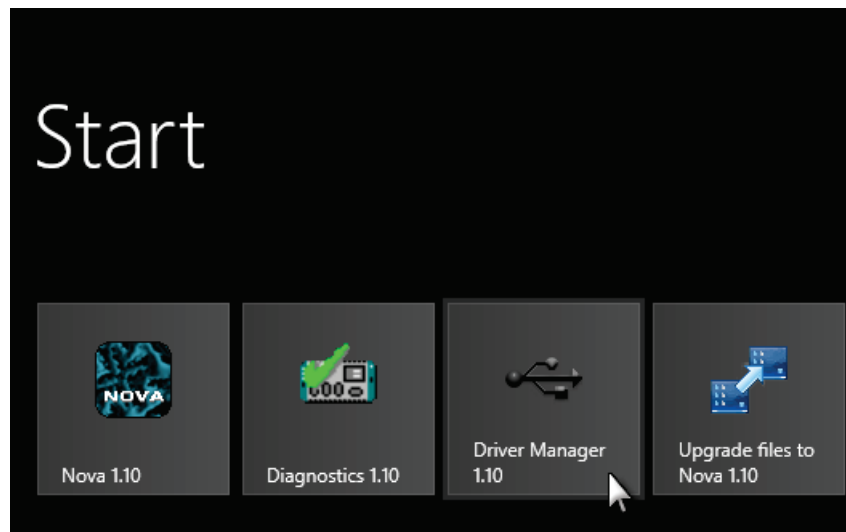 Start
NOVA
Nova 1.10
Diagnostics 1.10
Driver Manager
1.10
Upgrade files to
Nova 1.10